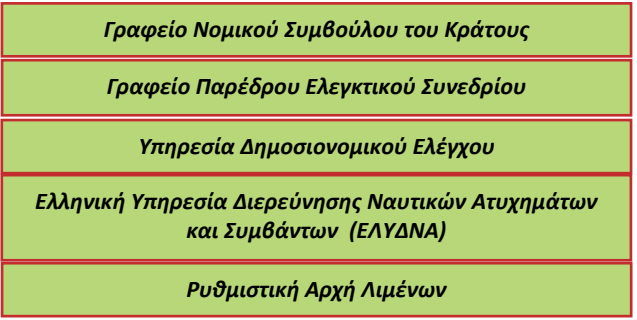 Γραφείο Νομικού Συμβούλου του Κράτους
Γραφείο Παρέδρου Ελεγκτικού Συνεδρίου
Υπηρεσία Δημοσιονομικού Ελέγχου
Ελληνική Υπηρεσία Διερεύνησης Ναυτικών Ατυχημάτων
και Συμβάντων (ΕΛΥΔΝΑ)
Ρυθμιστική Αρχή Λιμένων